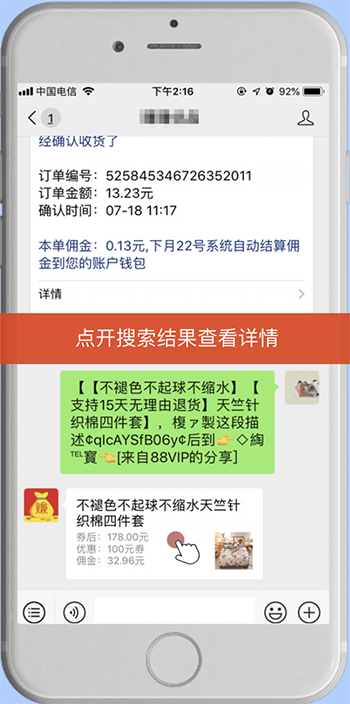 中国电信
下午2:16
92%
1
经确认收货了
订单编号：525845346726352011
订单金额：13.23元
确认时间：07-18 11:17
本单佣金：0.13元,下月22号系统自动结算佣
金到您的账户钱包
详情
点开搜索结果查看详情
【【不褪色不起球不缩水】【
支持15天无理由退货】天竺针
织棉四件套】，椱ァ製这段描
述¢qlcAYSfB06y¢后到👉◇綯
℡寳👈[来自88VIP的分享]
赚
不褪色不起球不缩水天竺针
织棉四件套
券后：178.00元
优惠：100元券
佣金：32.96元